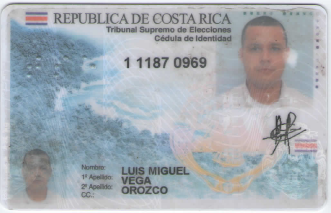 REPUBLICA DE COSTA RICA
Tribunal Supremo de Elecciones
Cédula de Identidad
1 1187 0969
Nombre: LUIS MIGUEL
1° Apellido: VEGA
2° Apellido: OROZCO
CC.: